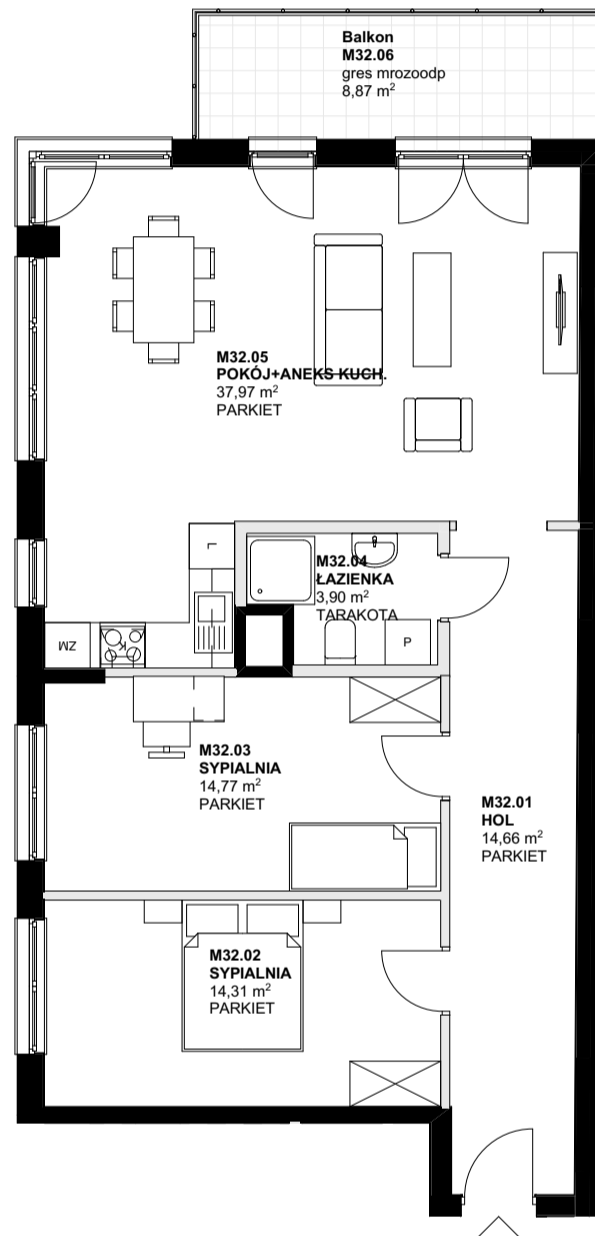 Balkon
M32.06
gres mrozoodp
8,87 m²
M32.05
POKÓJ+ANEKS KUCH.
37,97 m²
PARKIET
L
M32.04
ŁAZIENKA
3,90 m²
TARAKOTA
P
ZM
K
M32.03
SYPIALNIA
14,77 m²
PARKIET
M32.01
HOL
14,66 m²
PARKIET
M32.02
SYPIALNIA
14,31 m²
PARKIET